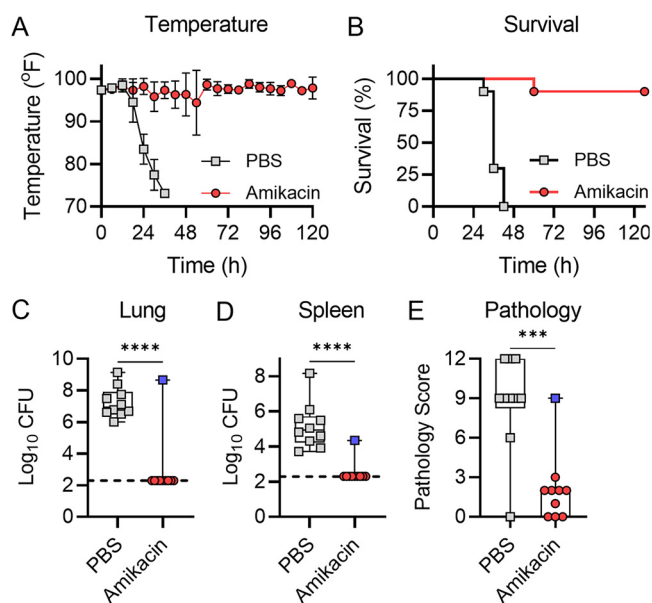 A Temperature
Temperature (°F)
100
90
80
70
0 24 48 72 96 120
Time (h)
PBS
Amikacin
B Survival
Survival (%)
100
75
50
25
0
0 24 48 72 96 120
Time (h)
PBS
Amikacin
C Lung
Log10 CFU
10
8
6
4
2
0
****
PBS
Amikacin
D Spleen
Log10 CFU
8
6
4
2
0
****
PBS
Amikacin
E Pathology
Pathology Score
12
9
6
3
0
***
PBS
Amikacin